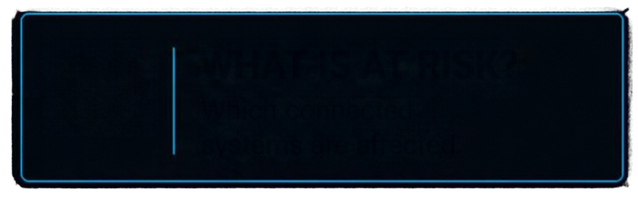 WHAT IS AT RISK?
Which connected
systems are affected